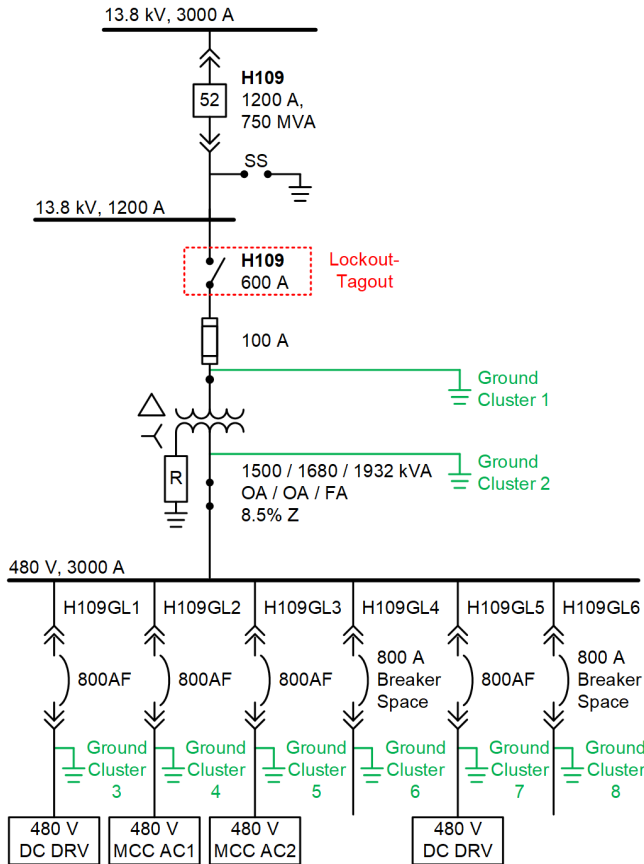 13.8 kV, 3000 A
52
H109
1200 A,
750 MVA
SS
13.8 kV, 1200 A
H109
600 A
Lockout-
Tagout
100 A
Ground
Cluster 1
R
1500 / 1680 / 1932 kVA
OA / OA / FA
8.5% Z
Ground
Cluster 2
480 V, 3000 A
H109GL1
H109GL2
H109GL3
H109GL4
H109GL5
H109GL6
800AF
800AF
800AF
800 A
Breaker
Space
800AF
800 A
Breaker
Space
Ground
Cluster
3
Ground
Cluster
4
Ground
Cluster
5
Ground
Cluster
6
Ground
Cluster
7
Ground
Cluster
8
480 V
DC DRV
480 V
MCC AC1
480 V
MCC AC2
480 V
DC DRV